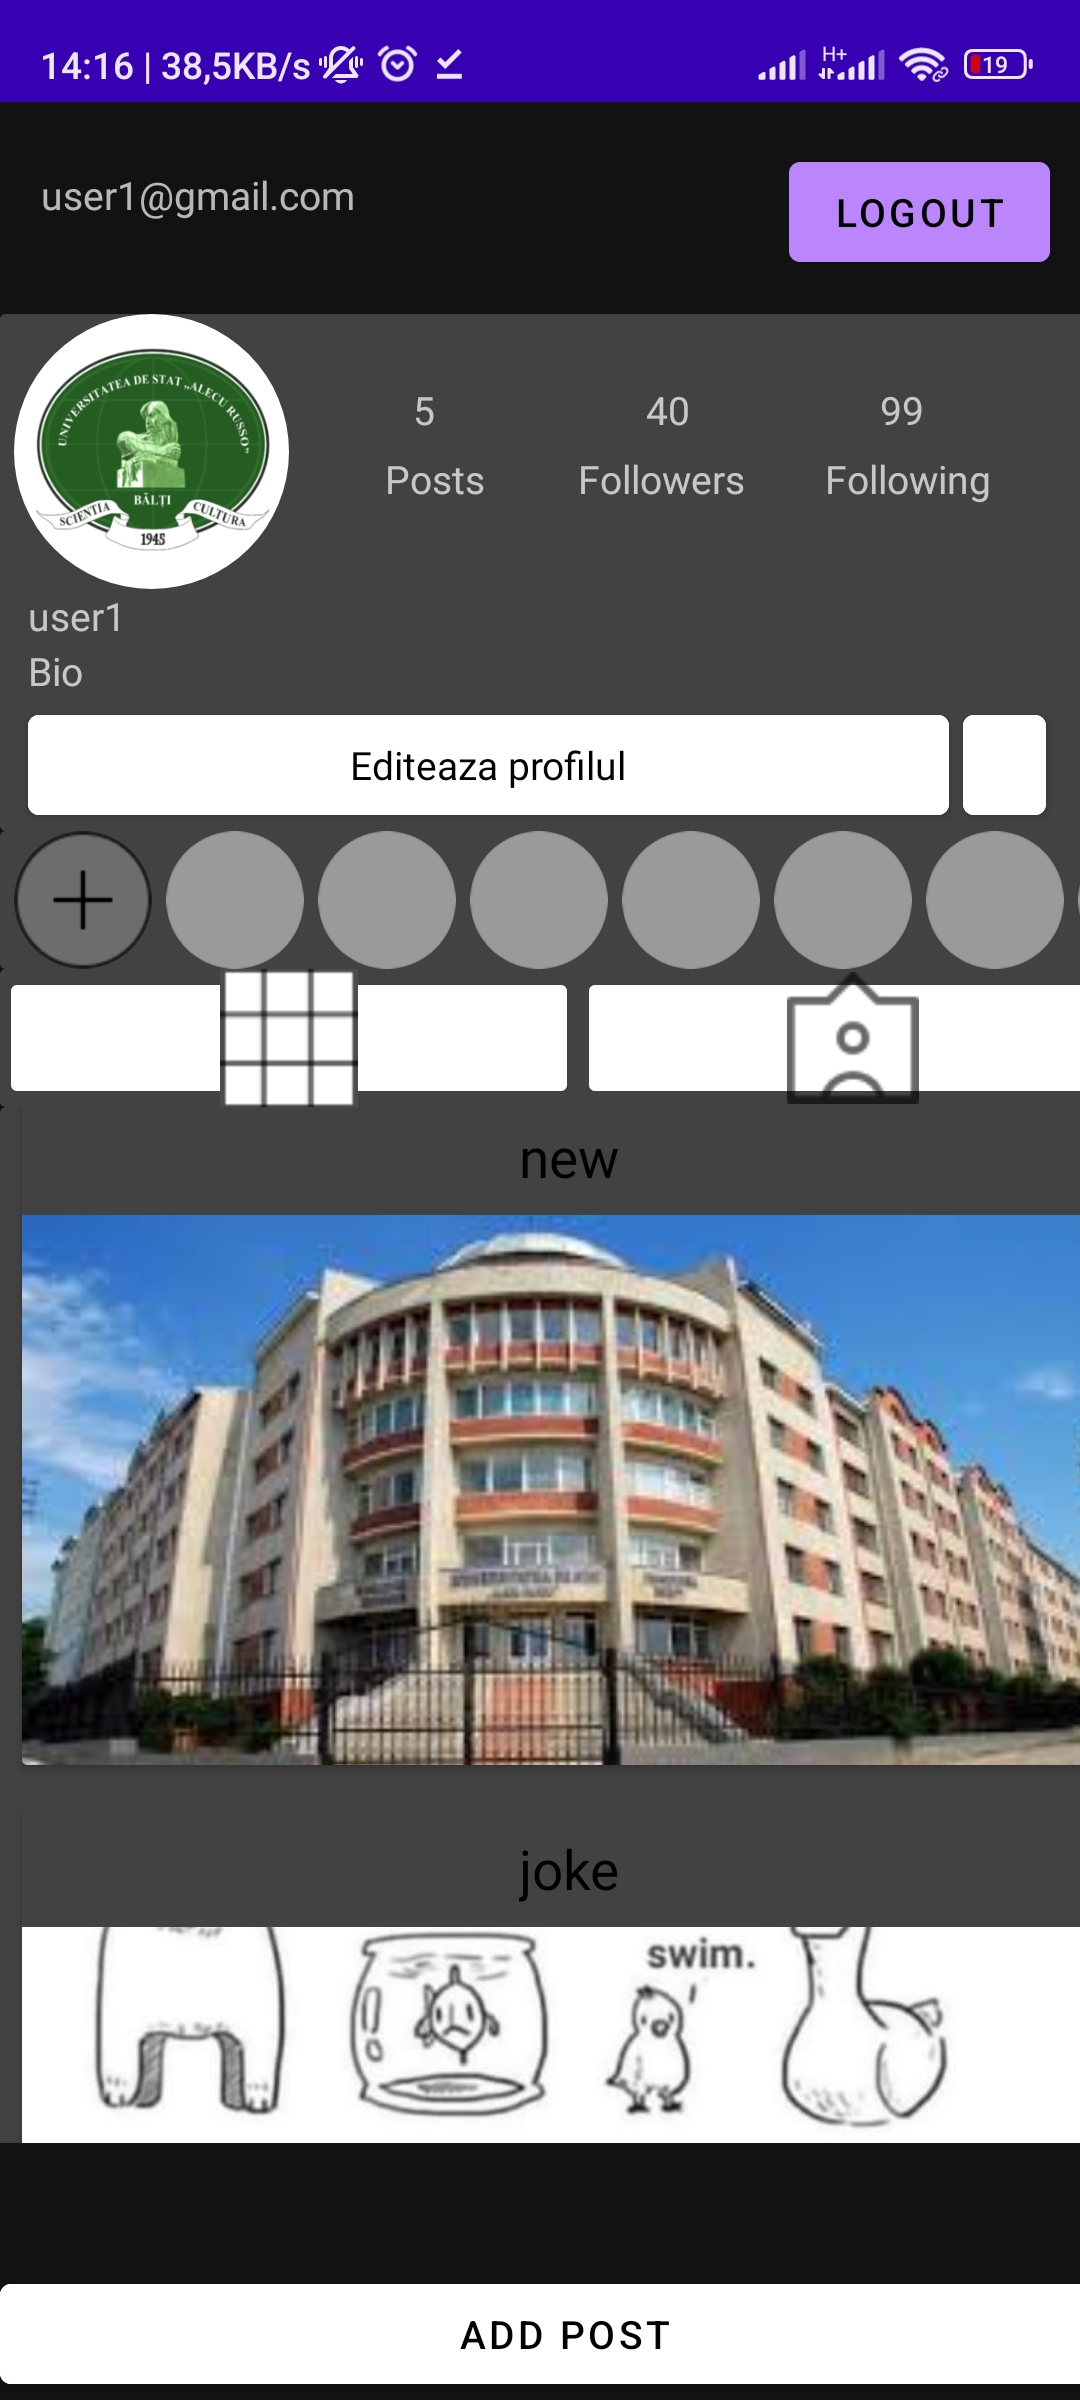 14:16 | 38,5KB/s
H+
19
user1@gmail.com
LOGOUT
UNIVERSITATEA DE STAT „ALECU RUSSO”
BĂLȚI
SCIENTIA
CULTURA
1945
5
40
99
Posts
Followers
Following
user1
Bio
Editeaza profilul
new
joke
swim.
ADD POST